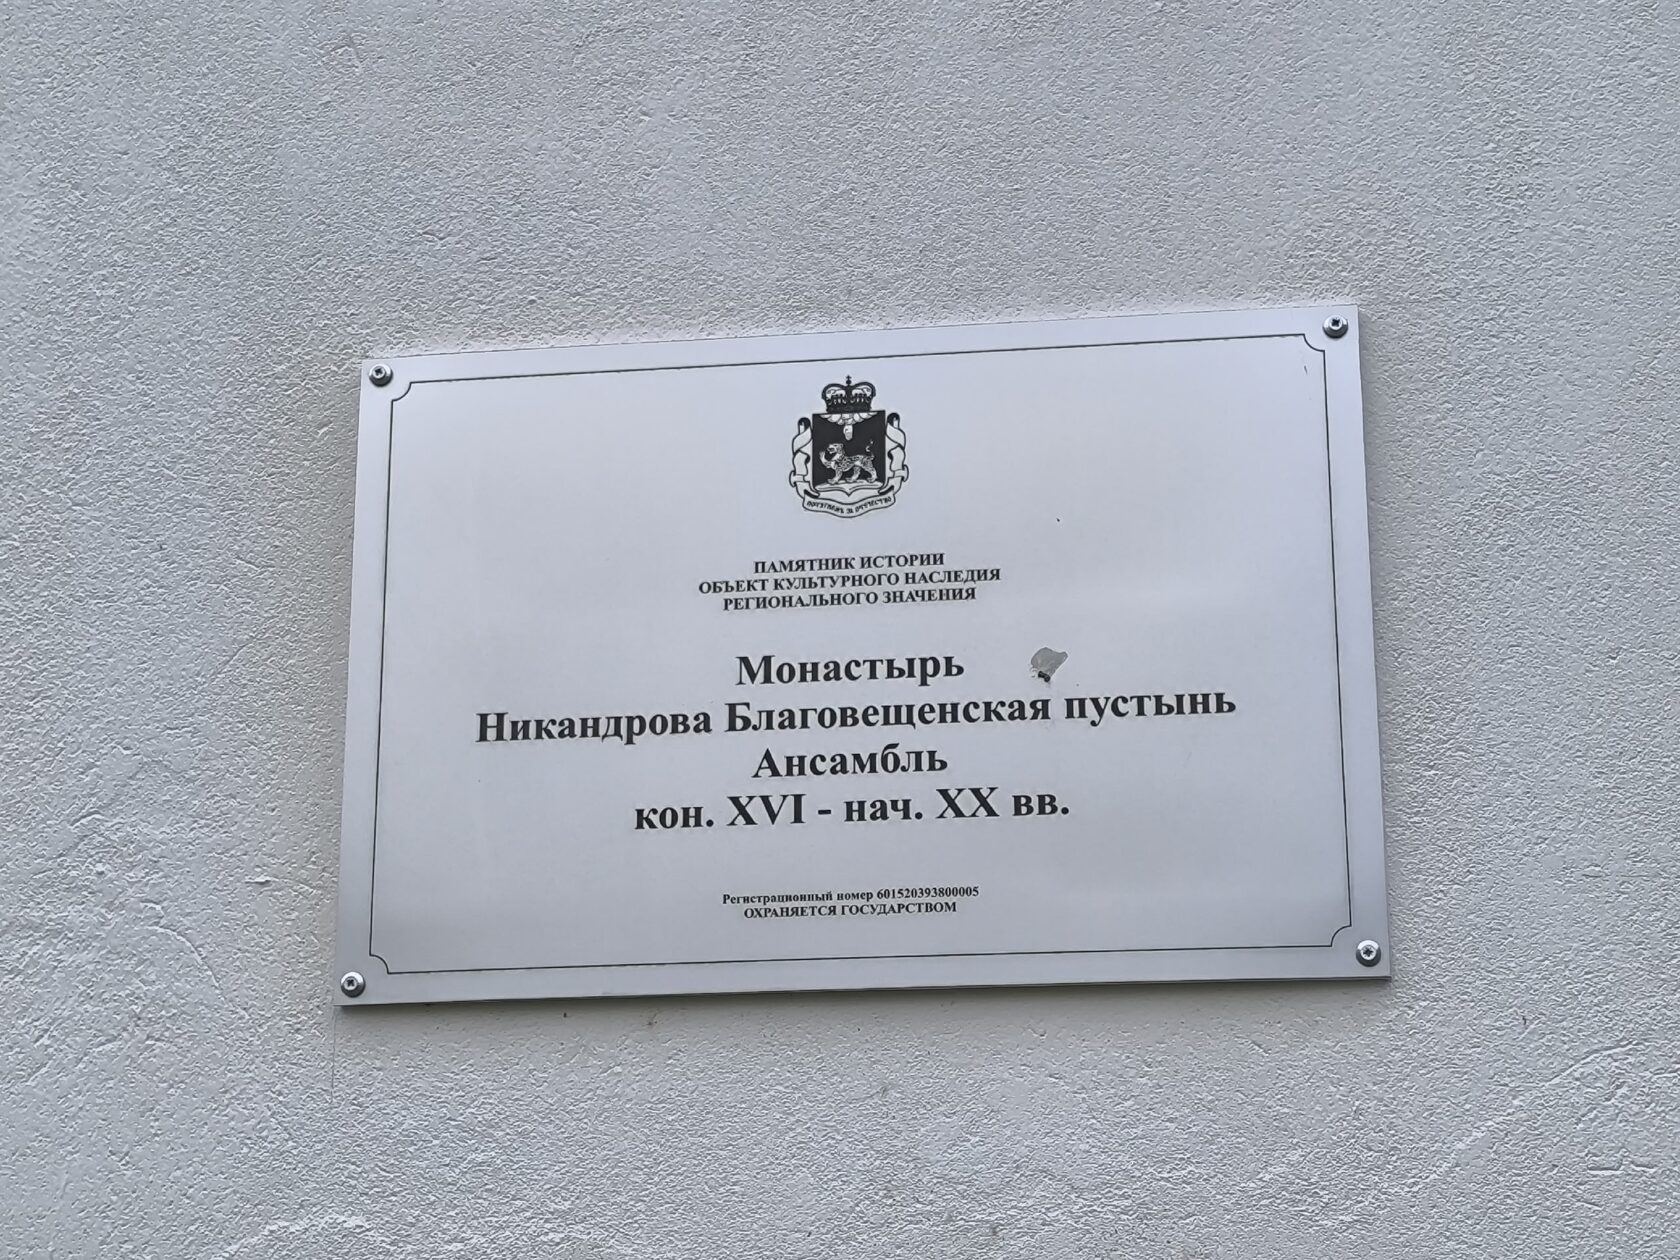 ПАМЯТНИК ИСТОРИИ
ОБЪЕКТ КУЛЬТУРНОГО НАСЛЕДИЯ
РЕГИОНАЛЬНОГО ЗНАЧЕНИЯ
Монастырь
Никандрова Благовещенская пустынь
Ансамбль
кон. XVI - нач. XX вв.
Регистрационный номер 601520393800005
ОХРАНЯЕТСЯ ГОСУДАРСТВОМ